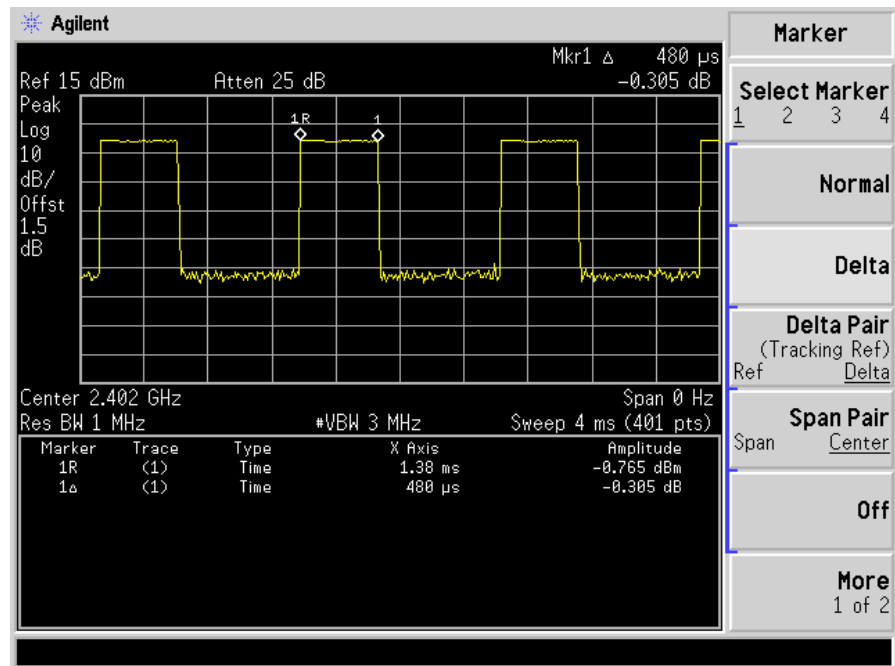 Agilent
Marker
Mkr1 Δ 480 µs
Ref 15 dBm Atten 25 dB -0.305 dB
Peak
Log
10
dB/
Offst
1.5
dB
1R 1
Center 2.402 GHz Span 0 Hz
Res BW 1 MHz #VBW 3 MHz Sweep 4 ms (401 pts)
Marker Trace Type X Axis Amplitude
1R (1) Time 1.38 ms -0.765 dBm
1Δ (1) Time 480 µs -0.305 dB
Select Marker
1 2 3 4
Normal
Delta
Delta Pair
(Tracking Ref)
Ref Delta
Span Pair
Span Center
Off
More
1 of 2